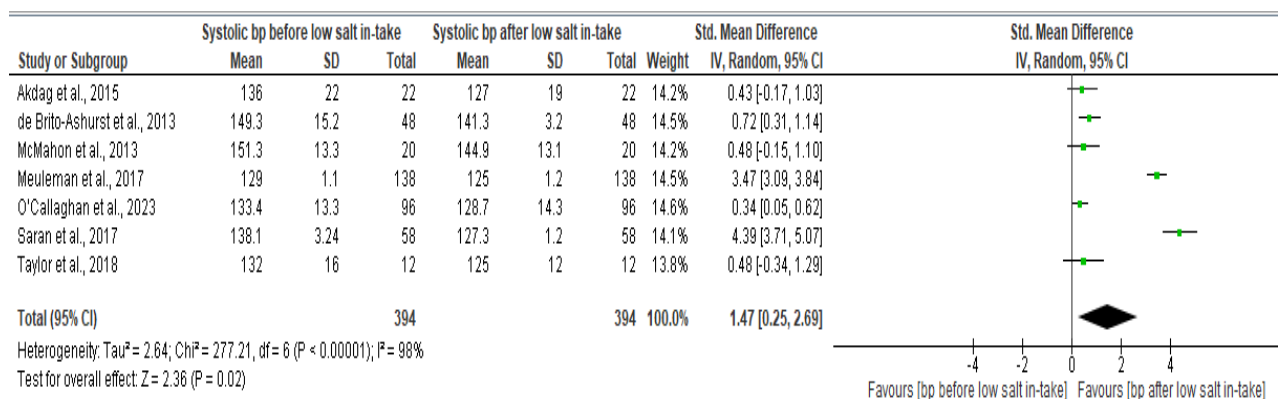 Systolic bp before low salt in-take Systolic bp after low salt in-take Std. Mean Difference Std. Mean Difference
Study or Subgroup Mean SD Total Mean SD Total Weight IV, Random, 95% CI IV, Random, 95% CI
Akdag et al., 2015 136 22 22 127 19 22 14.2% 0.43 [-0.17, 1.03]
de Brito-Ashurst et al., 2013 149.3 15.2 48 141.3 3.2 48 14.5% 0.72 [0.31, 1.14]
McMahon et al., 2013 151.3 13.3 20 144.9 13.1 20 14.2% 0.48 [-0.15, 1.10]
Meuleman et al., 2017 129 1.1 138 125 1.2 138 14.5% 3.47 [3.09, 3.84]
O'Callaghan et al., 2023 133.4 13.3 96 128.7 14.3 96 14.6% 0.34 [0.05, 0.62]
Saran et al., 2017 138.1 3.24 58 127.3 1.2 58 14.1% 4.39 [3.71, 5.07]
Taylor et al., 2018 132 16 12 125 12 12 13.8% 0.48 [-0.34, 1.29]
Total (95% CI) 394 394 100.0% 1.47 [0.25, 2.69]
Heterogeneity: Tau² = 2.64; Chi² = 277.21, df = 6 (P < 0.00001); I² = 98%
Test for overall effect: Z = 2.36 (P = 0.02)
-4 -2 0 2 4
Favours [bp before low salt in-take] Favours [bp after low salt in-take]